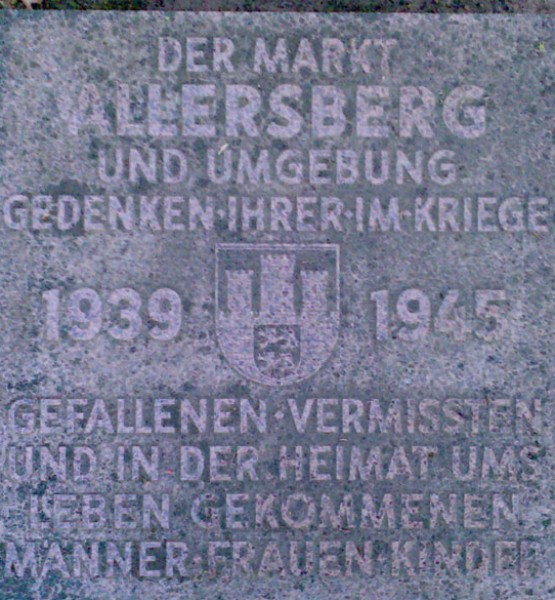 DER MARKT
ALLERSBERG
UND UMGEBUNG
GEDENKEN·IHRER·IM·KRIEGE
1939 1945
GEFALLENEN·VERMISSTEN
UND IN DER HEIMAT UMS
LEBEN GEKOMMENEN
MÄNNER·FRAUEN·KINDER